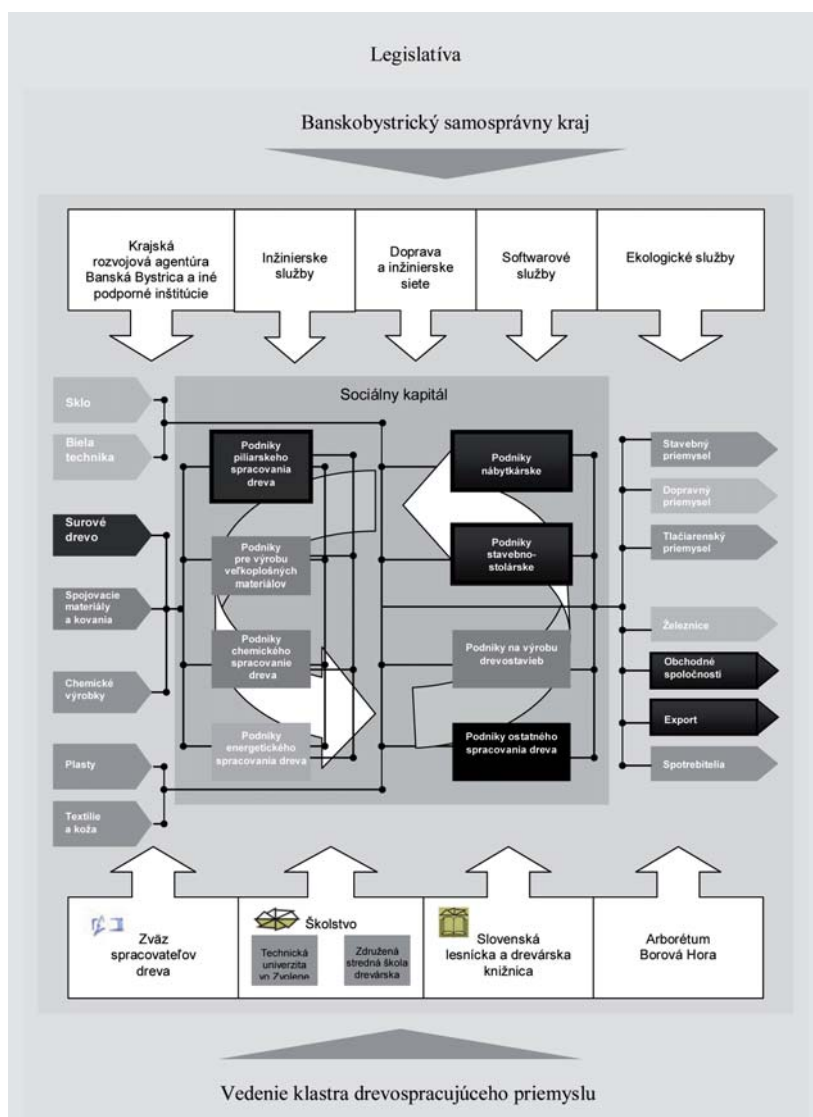 Legislatíva
Banskobystrický samosprávny kraj
Krajská
rozvojová agentúra
Banská Bystrica a iné
podporné inštitúcie
Inžinierske
služby
Doprava
a inžinierske
siete
Softwarové
služby
Ekologické služby
Sociálny kapitál
Sklo
Biela
technika
Surové
drevo
Spojovacie
materiály
a kovania
Chemické
výrobky
Plasty
Textílie
a koža
Podniky
piliarskeho
spracovania
dreva
Podniky
pre výrobu
veľkoplošných
materiálov
Podniky
chemického
spracovanie
dreva
Podniky
energetického
spracovania dreva
Podniky
nábytkárske
Podniky
stavebno-
stolárske
Podniky na výrobu
drevostavieb
Podniky ostatného
spracovania dreva
Stavebný
priemysel
Dopravný
priemysel
Tlačiarenský
priemysel
Železnice
Obchodné
spoločnosti
Export
Spotrebitelia
Zväz
spracovateľov
dreva
Školstvo
Technická
univerzita
vo Zvolene
Združená
stredná škola
drevárska
Slovenská
lesnícka a drevárska
knižnica
Arborétum
Borová Hora
Vedenie klastra drevospracujúceho priemyslu